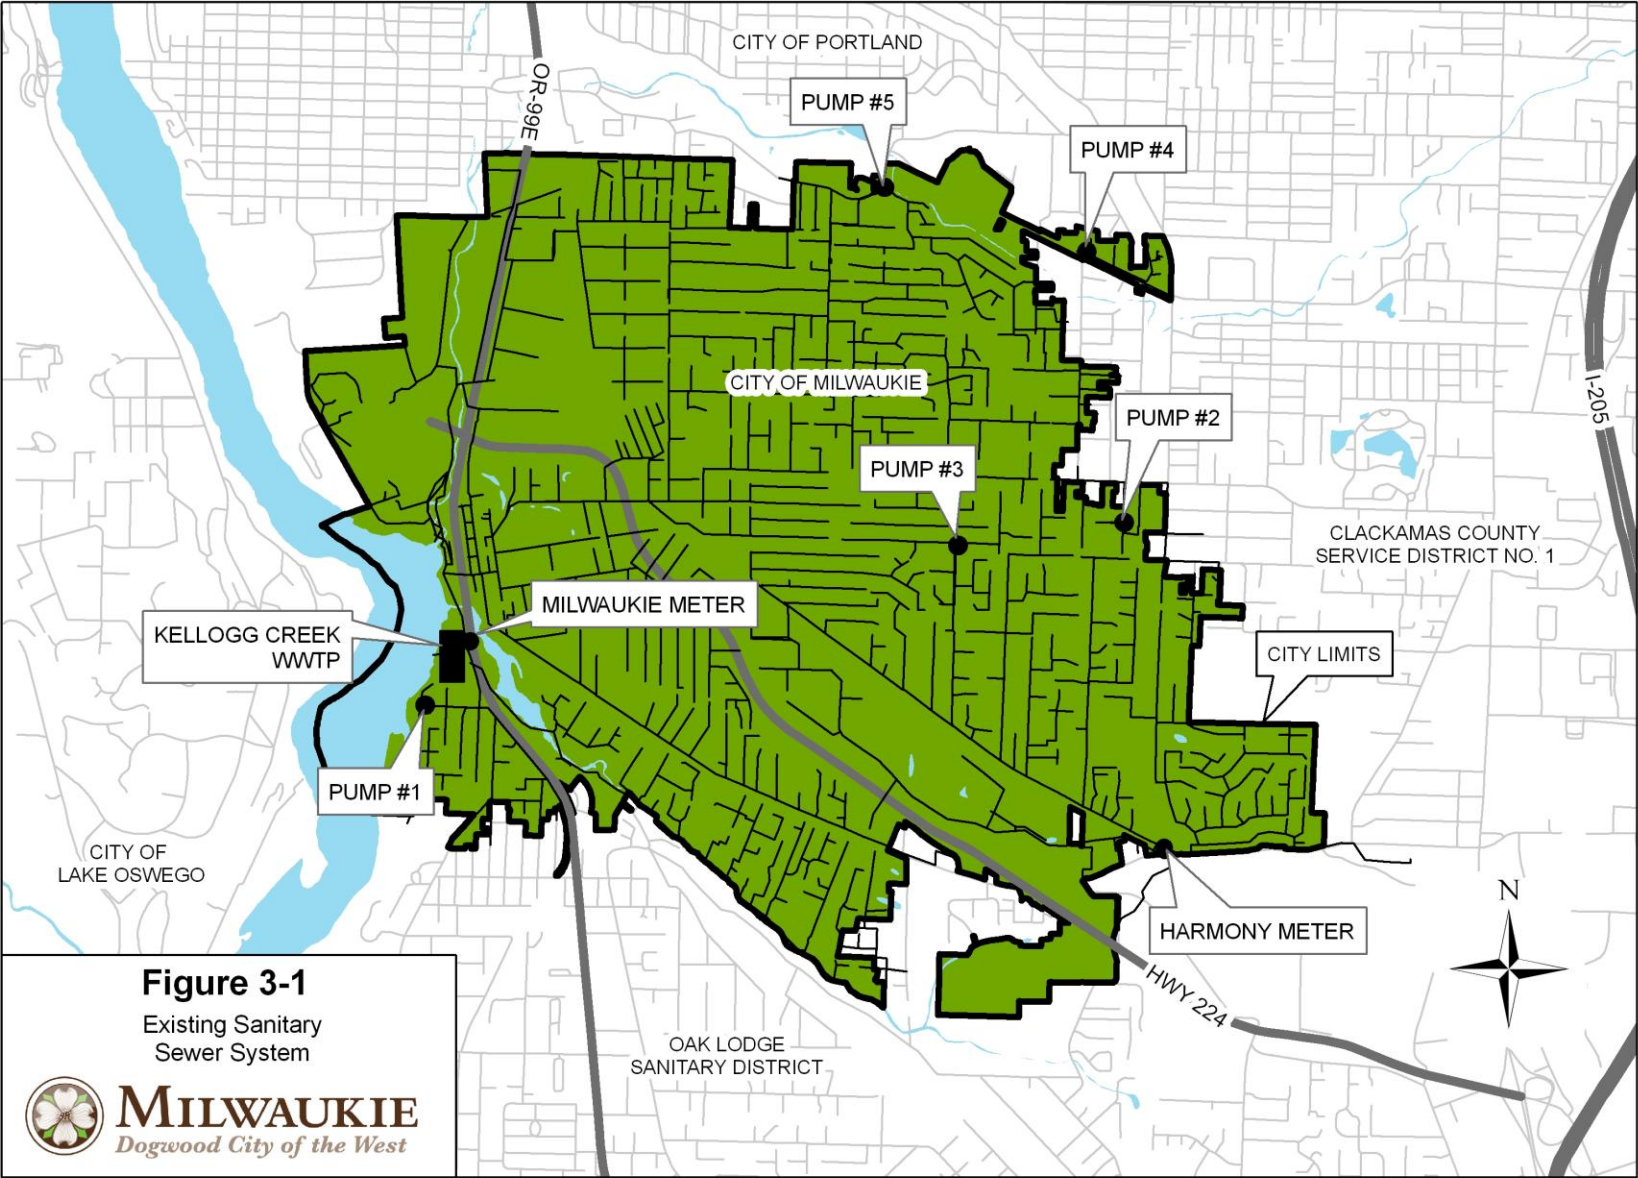 CITY OF PORTLAND
OR-99E
PUMP #5
PUMP #4
CITY OF MILWAUKIE
I-205
PUMP #2
PUMP #3
CLACKAMAS COUNTY
SERVICE DISTRICT NO. 1
MILWAUKIE METER
KELLOGG CREEK
WWTP
CITY LIMITS
PUMP #1
CITY OF
LAKE OSWEGO
HARMONY METER
N
HWY 224
OAK LODGE
SANITARY DISTRICT
Figure 3-1
Existing Sanitary
Sewer System
MILWAUKIE
Dogwood City of the West